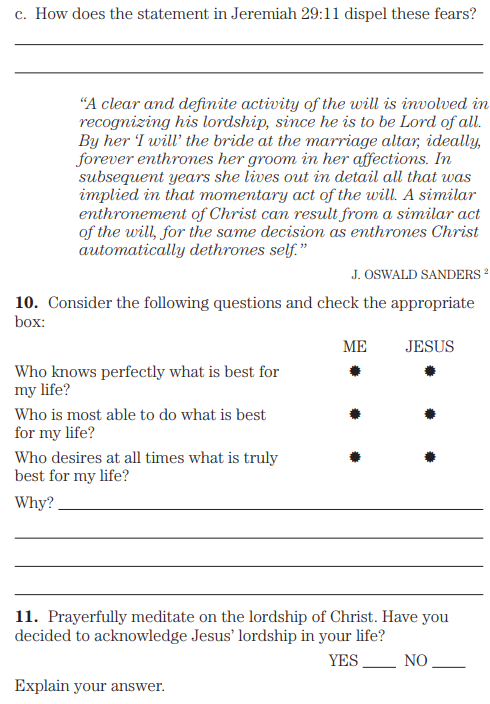 c. How does the statement in Jeremiah 29:11 dispel these fears?
“A clear and definite activity of the will is involved in
recognizing his lordship, since he is to be Lord of all.
By her ‘I will’ the bride at the marriage altar, ideally,
forever enthrones her groom in her affections. In
subsequent years she lives out in detail all that was
implied in that momentary act of the will. A similar
enthronement of Christ can result from a similar act
of the will, for the same decision as enthrones Christ
automatically dethrones self.”
J. OSWALD SANDERS 2
10. Consider the following questions and check the appropriate
box:
ME JESUS
Who knows perfectly what is best for
my life?
Who is most able to do what is best
for my life?
Who desires at all times what is truly
best for my life?
Why?
11. Prayerfully meditate on the lordship of Christ. Have you
decided to acknowledge Jesus’ lordship in your life?
YES ____ NO ____
Explain your answer.